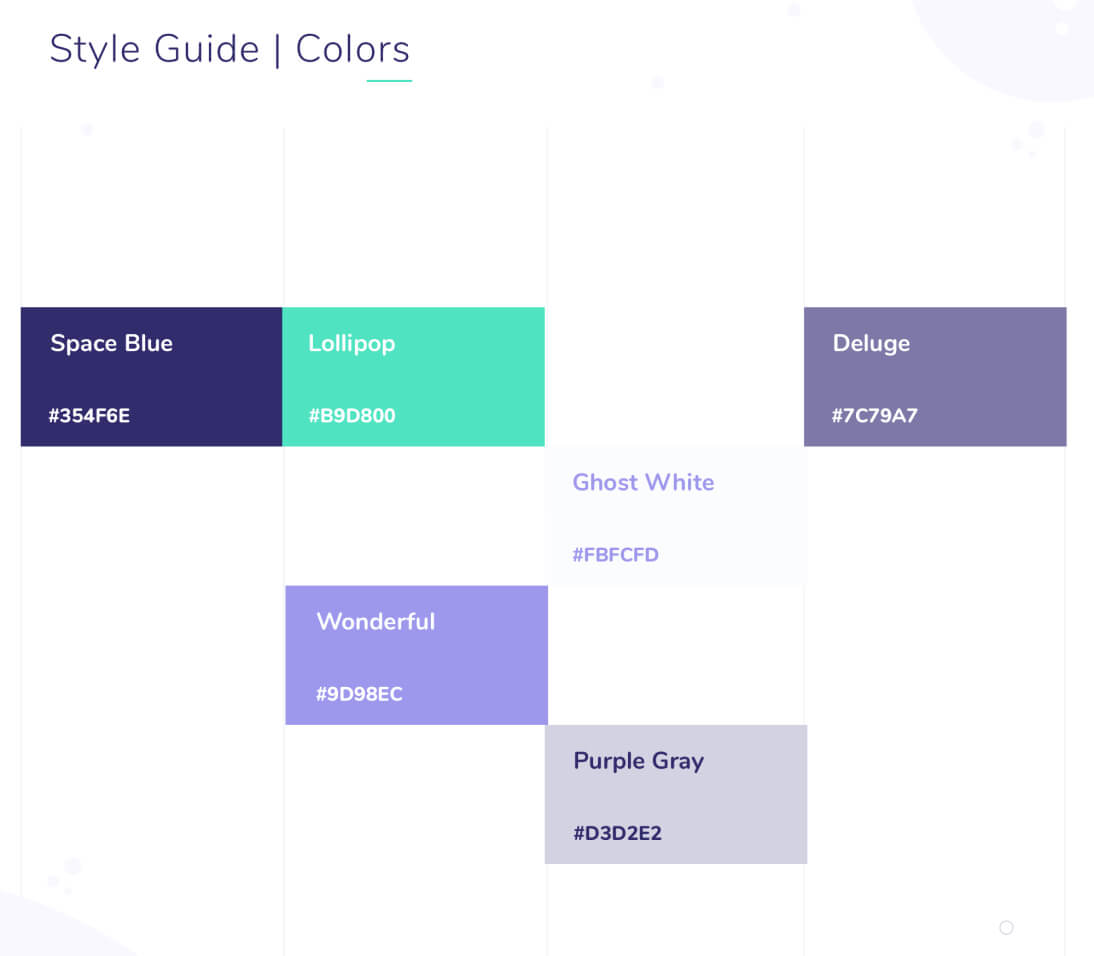 Style Guide | Colors
Space Blue
#354F6E
Lollipop
#B9D800
Deluge
#7C79A7
Ghost White
#FBFCFD
Wonderful
#9D98EC
Purple Gray
#D3D2E2